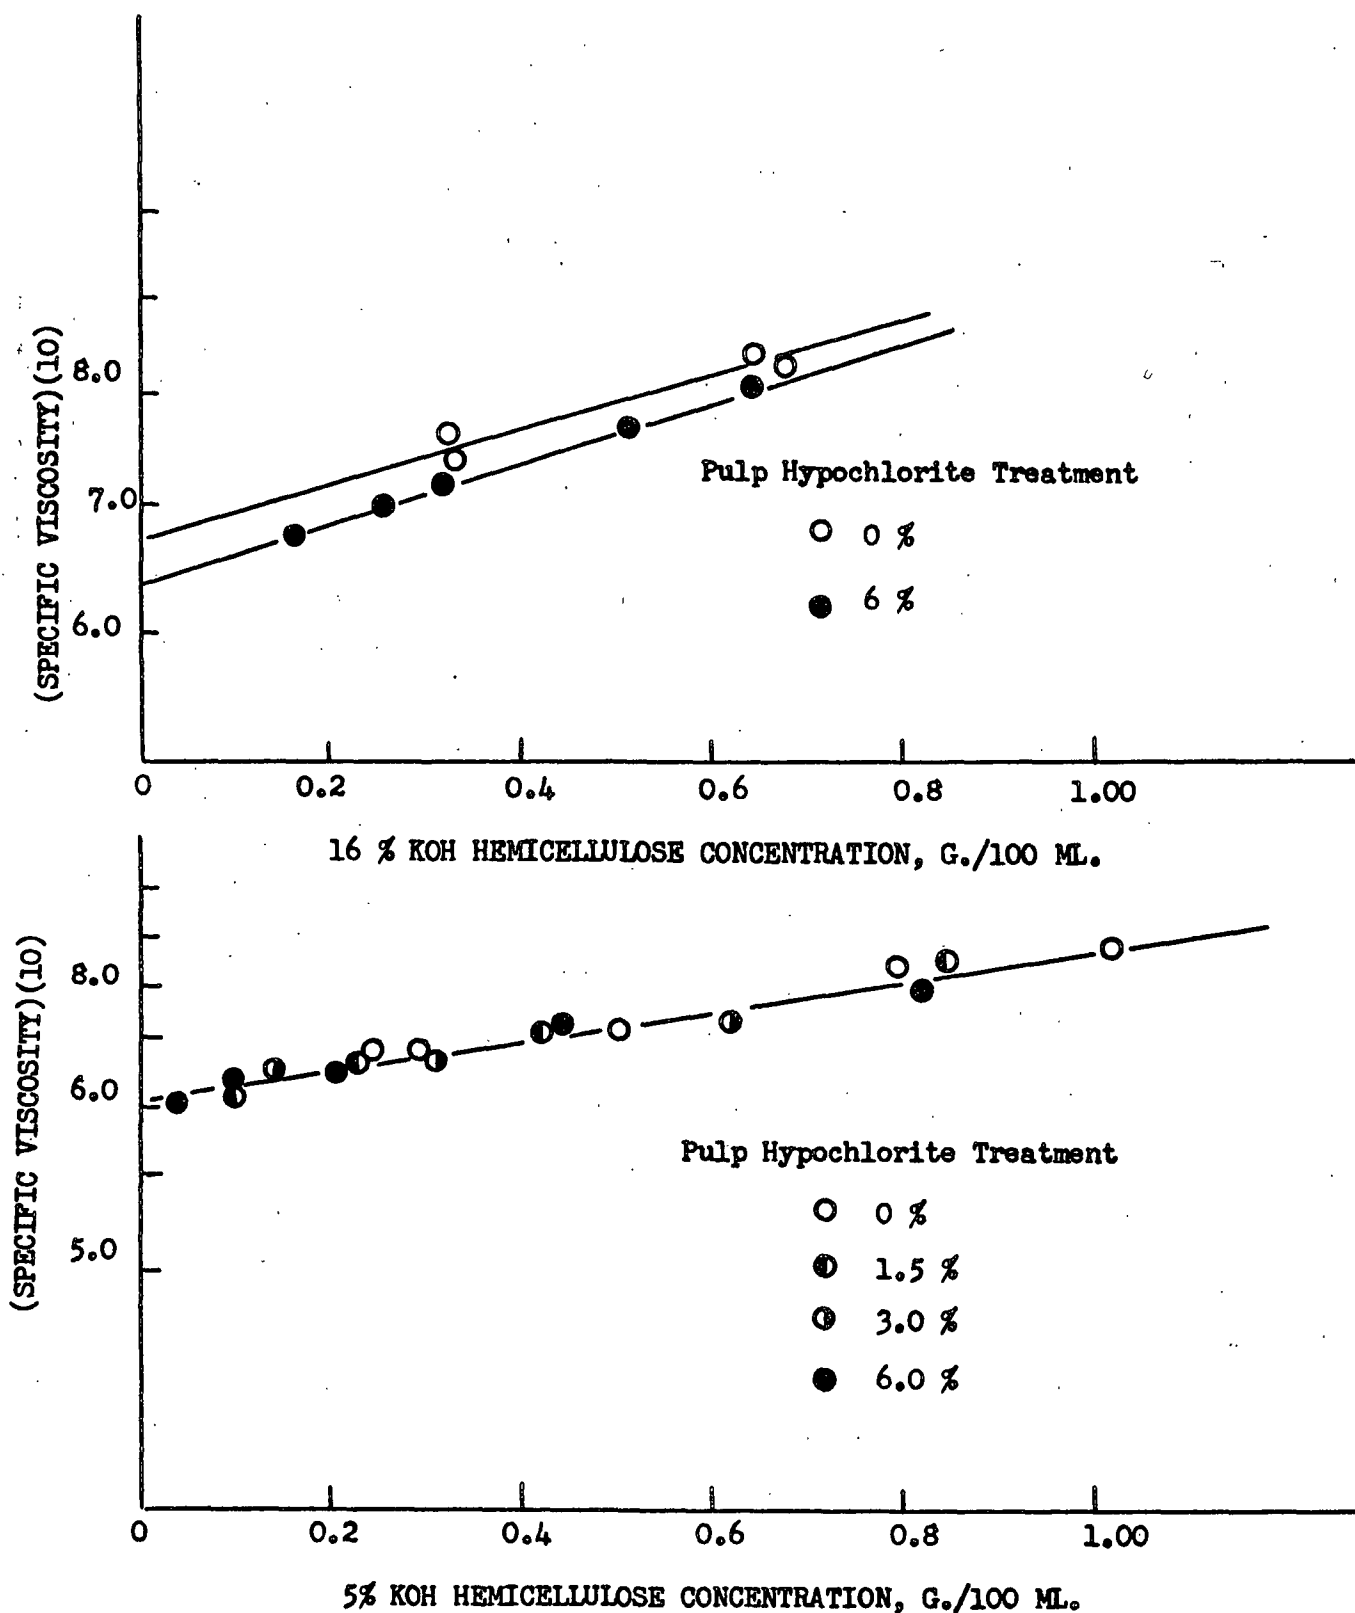 (SPECIFIC VISCOSITY)(10)
8.0
7.0
6.0
Pulp Hypochlorite Treatment
0 %
6 %
0 0.2 0.4 0.6 0.8 1.00
16 % KOH HEMICELLULOSE CONCENTRATION, G./100 ML.
(SPECIFIC VISCOSITY)(10)
8.0
6.0
5.0
Pulp Hypochlorite Treatment
0 %
1.5 %
3.0 %
6.0 %
0 0.2 0.4 0.6 0.8 1.00
5% KOH HEMICELLULOSE CONCENTRATION, G./100 ML.